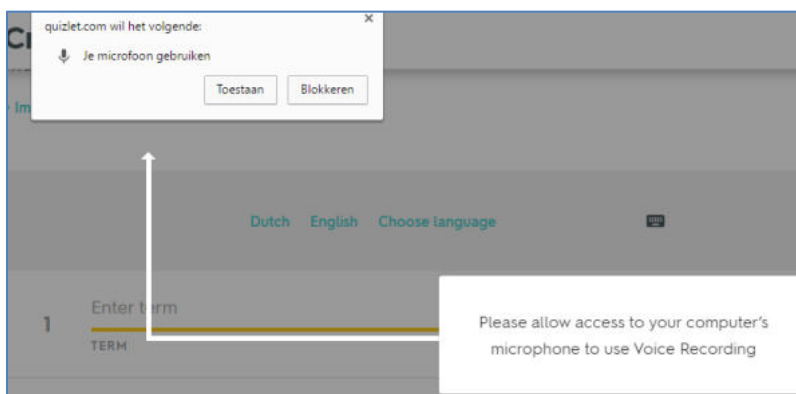 quizlet.com wil het volgende:
Je microfoon gebruiken
Toestaan
Blokkeren
Dutch English Choose language
1
Enter term
TERM
Please allow access to your computer's
microphone to use Voice Recording